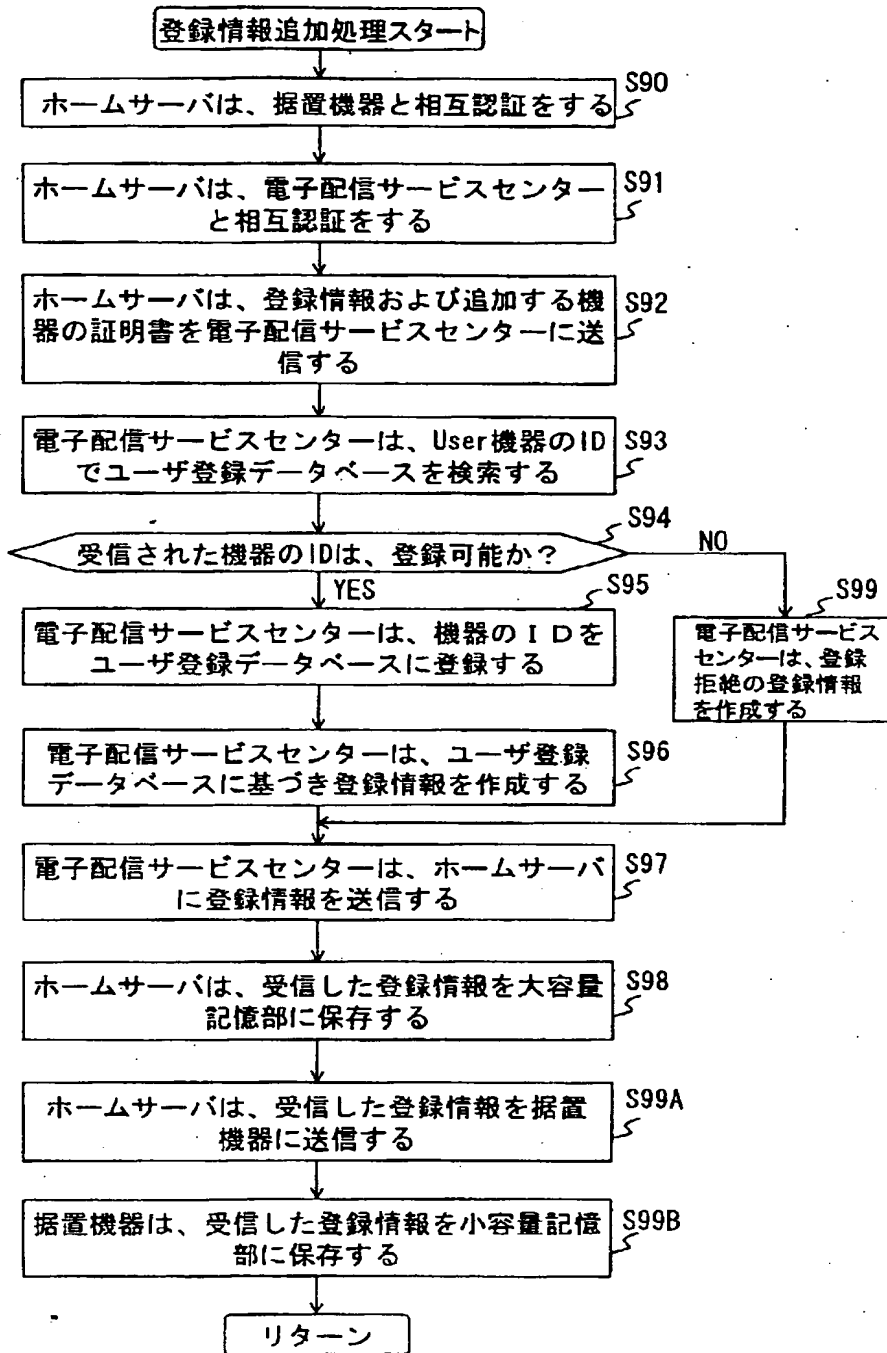 登録情報追加処理スタート
S90
ホームサーバは、据置機器と相互認証をする
S91
ホームサーバは、電子配信サービスセンター
と相互認証をする
S92
ホームサーバは、登録情報および追加する機
器の証明書を電子配信サービスセンターに送
信する
S93
電子配信サービスセンターは、User機器のID
でユーザ登録データベースを検索する
S94
受信された機器のIDは、登録可能か?
NO
YES
S95
電子配信サービスセンターは、機器のIDを
ユーザ登録データベースに登録する
S99
電子配信サービス
センターは、登録
拒絶の登録情報
を作成する
S96
電子配信サービスセンターは、ユーザ登録
データベースに基づき登録情報を作成する
S97
電子配信サービスセンターは、ホームサーバ
に登録情報を送信する
S98
ホームサーバは、受信した登録情報を大容量
記憶部に保存する
S99A
ホームサーバは、受信した登録情報を据置
機器に送信する
S99B
据置機器は、受信した登録情報を小容量記憶
部に保存する
リターン